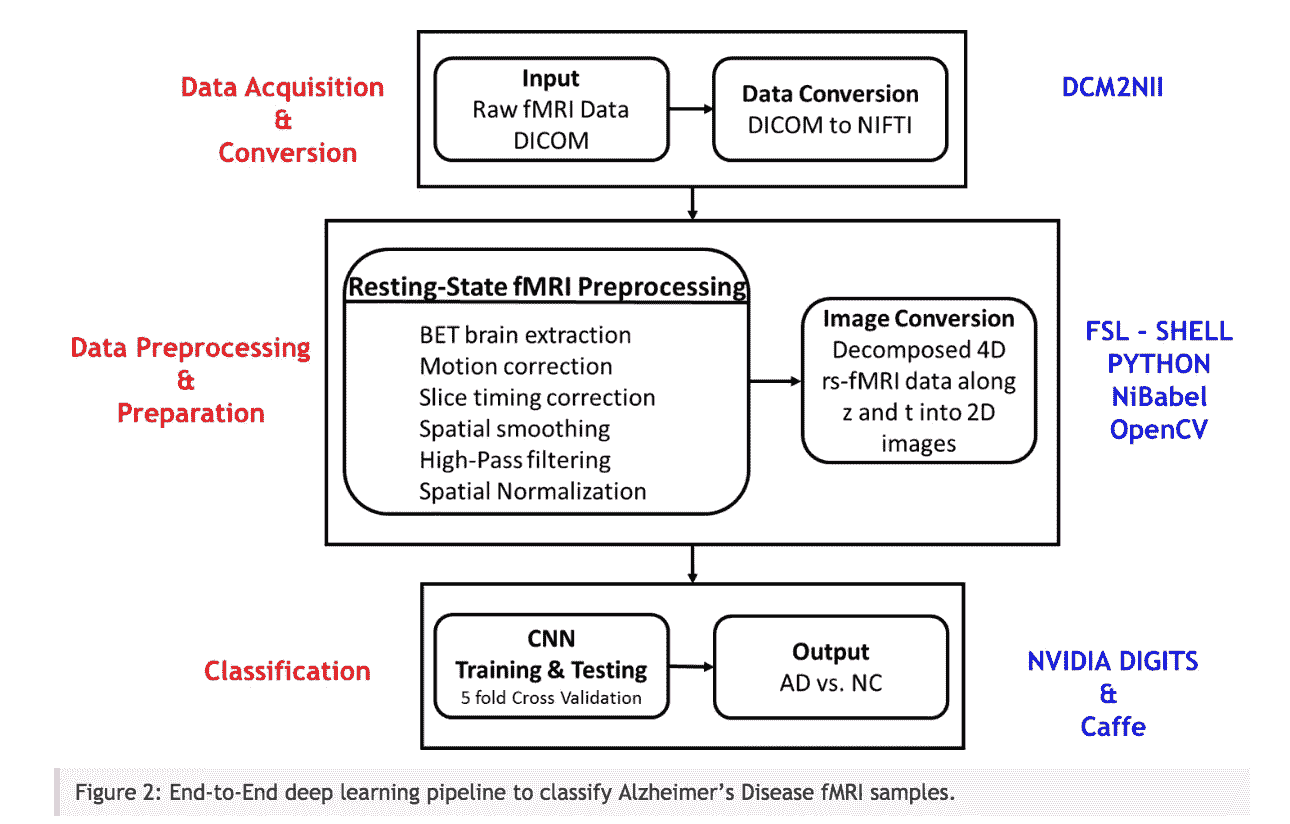 Data Acquisition
&
Conversion
Input
Raw fMRI Data
DICOM
Data Conversion
DICOM to NIFTI
DCM2NII
Data Preprocessing
&
Preparation
Resting-State fMRI Preprocessing
BET brain extraction
Motion correction
Slice timing correction
Spatial smoothing
High-Pass filtering
Spatial Normalization
Image Conversion
Decomposed 4D
rs-fMRI data along
z and t into 2D
images
FSL - SHELL
PYTHON
NiBabel
OpenCV
Classification
CNN
Training & Testing
5 fold Cross Validation
Output
AD vs. NC
NVIDIA DIGITS
&
Caffe
Figure 2: End-to-End deep learning pipeline to classify Alzheimer’s Disease fMRI samples.